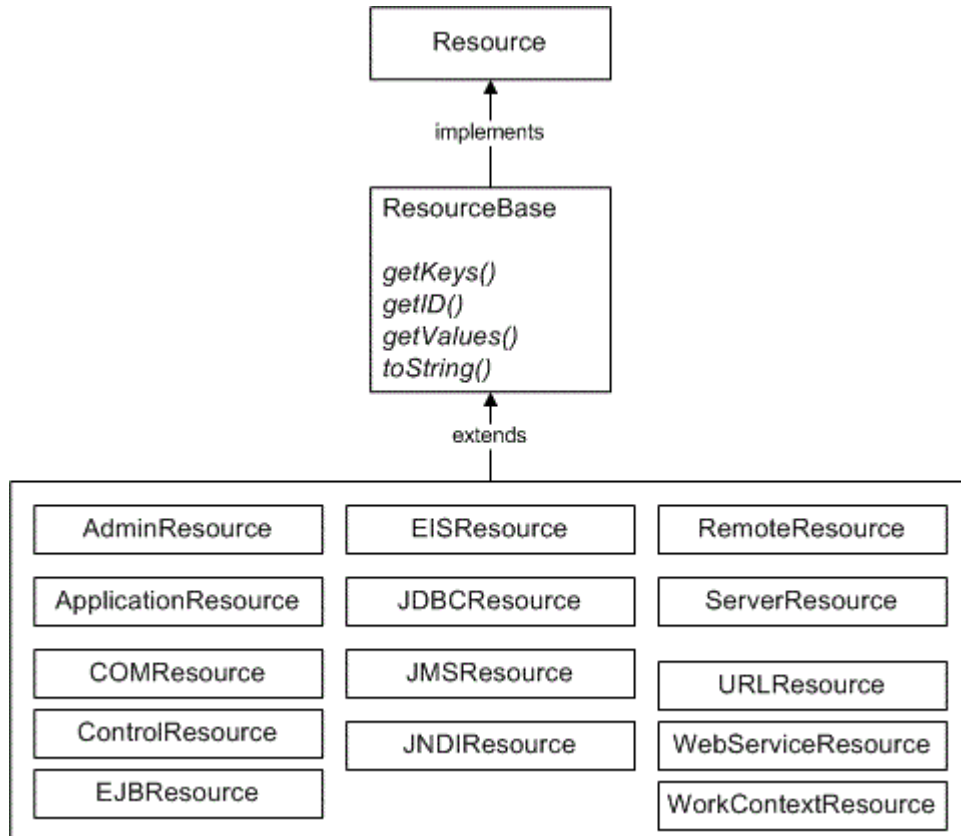 Resource
implements
ResourceBase
getKeys()
getID()
getValues()
toString()
extends
AdminResource
EISResource
RemoteResource
ApplicationResource
JDBCResource
ServerResource
COMResource
JMSResource
URLResource
ControlResource
JNDIResource
WebServiceResource
EJBResource
WorkContextResource